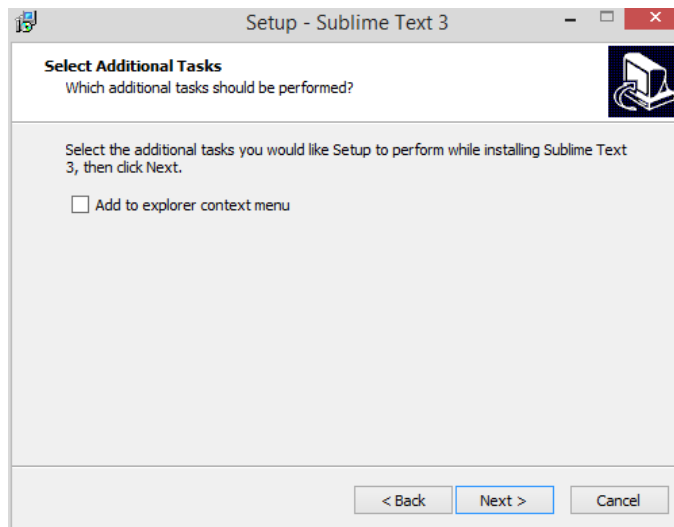 Setup - Sublime Text 3
Select Additional Tasks
Which additional tasks should be performed?
Select the additional tasks you would like Setup to perform while installing Sublime Text
3, then click Next.
Add to explorer context menu
< Back Next > Cancel